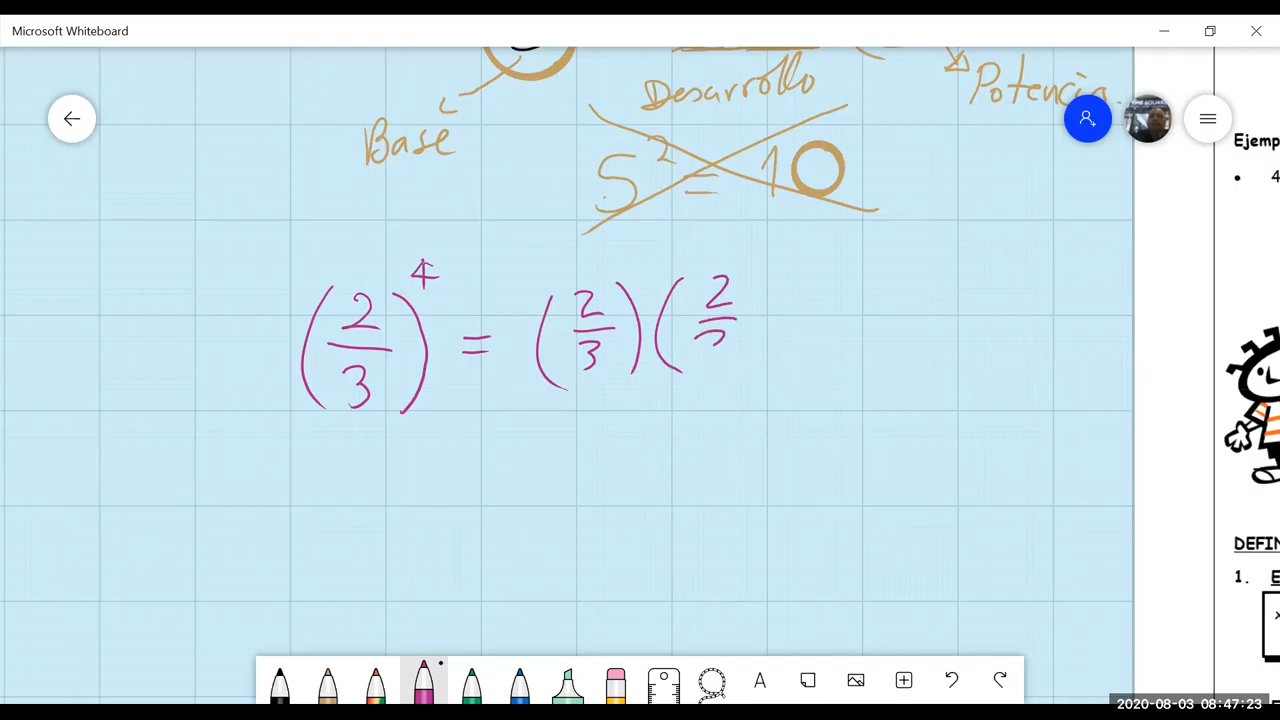 Microsoft Whiteboard
Desarrollo
Potencia.
Base
5² = 10
Ejemp
4
(2/3)⁴ = (2/3)(2/
DEFIN
1. E
A
2020-08-03 08:47:23